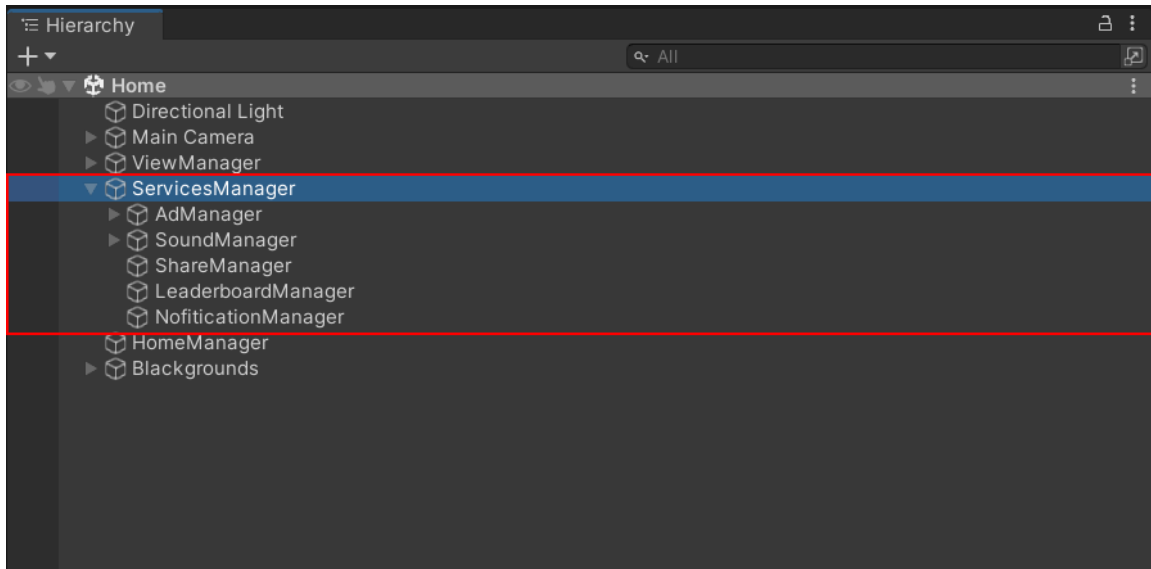 Hierarchy
All
Home
Directional Light
Main Camera
ViewManager
ServicesManager
AdManager
SoundManager
ShareManager
LeaderboardManager
NofiticationManager
HomeManager
Blackgrounds